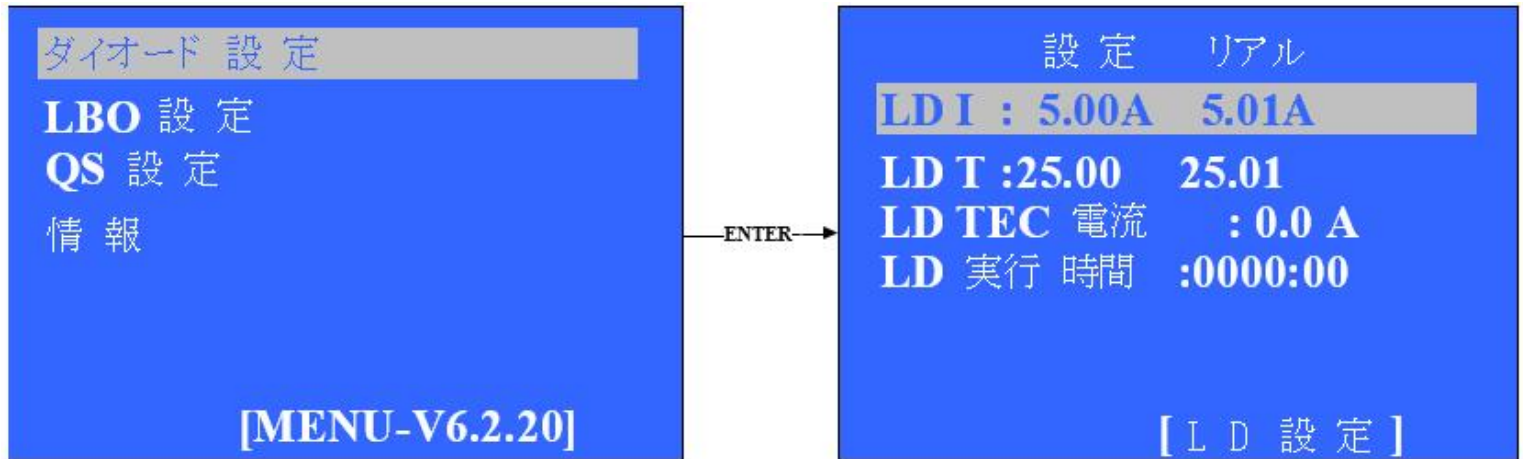 ダイオード 設 定
LBO 設 定
QS 設 定
情 報
[MENU-V6.2.20]
ENTER
設 定 リアル
LD I : 5.00A 5.01A
LD T :25.00 25.01
LD TEC 電流 : 0.0 A
LD 実行 時間 :0000:00
[L D 設 定]